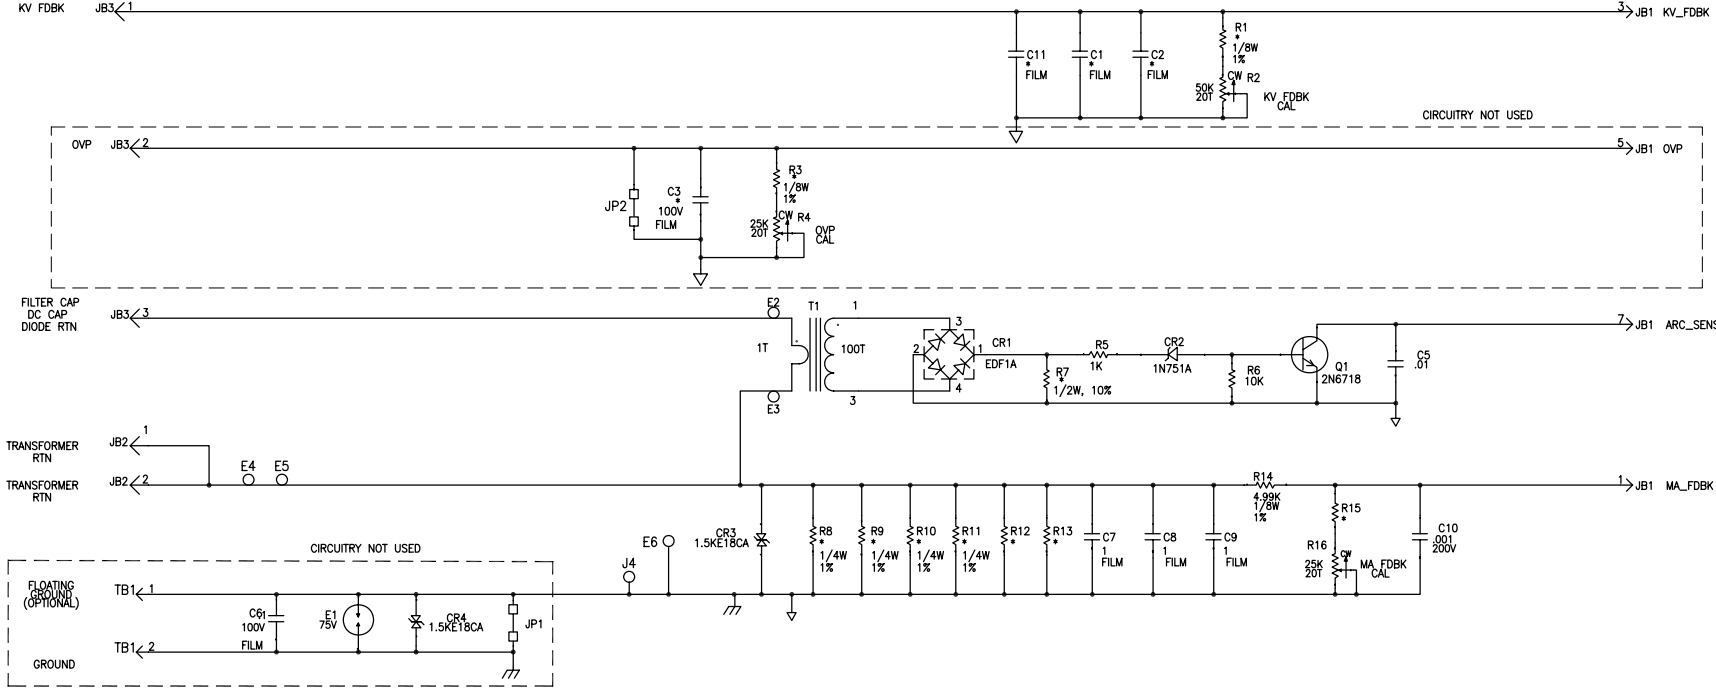 KV FDBK JB3 1
3 JB1 KV_FDBK
C11
*
FILM
C1
*
FILM
C2
*
FILM
R1
*
1/8W
1%
CW R2
50K
20T
KV FDBK
CAL
CIRCUITRY NOT USED
OVP JB3 2
5 JB1 OVP
JP2
C3
*
100V
FILM
R3
*
1/8W
1%
CW R4
25K
20T
OVP
CAL
FILTER CAP
DC CAP
DIODE RTN
JB3 3
E2
T1
1
1T
100T
3
E3
3
2
1
4
CR1
EDF1A
R7
*
1/2W, 10%
R5
1K
CR2
1N751A
R6
10K
Q1
2N6718
C5
.01
7 JB1 ARC_SENS
TRANSFORMER
RTN
JB2 1
TRANSFORMER
RTN
JB2 2
E4 E5
CR3
1.5KE18CA
R8
*
1/4W
1%
R9
*
1/4W
1%
R10
*
1/4W
1%
R11
*
1/4W
1%
R12
*
R13
*
C7
1
FILM
C8
1
FILM
C9
1
FILM
R14
4.99K
1/8W
1%
R15
*
R16
25K
20T
CW
MA_FDBK
CAL
C10
.001
200V
1 JB1 MA_FDBK
E6
J4
CIRCUITRY NOT USED
FLOATING
GROUND
(OPTIONAL)
TB1 1
C6
.1
100V
FILM
E1
75V
CR4
1.5KE18CA
JP1
TB1 2
GROUND